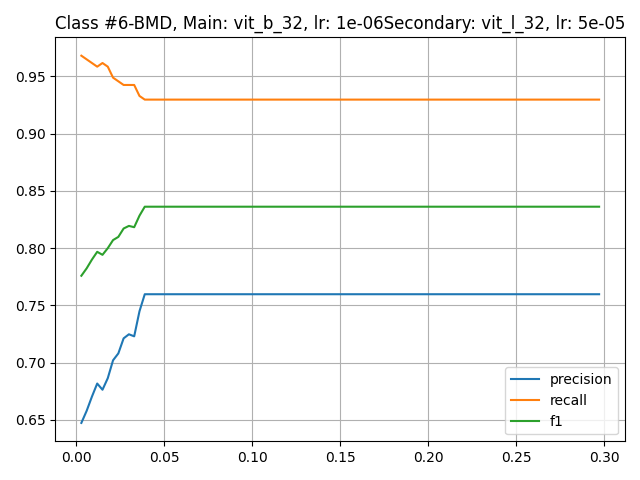 Class #6-BMD, Main: vit_b_32, lr: 1e-06Secondary: vit_l_32, lr: 5e-05
0.95
0.90
0.85
0.80
0.75
0.70
0.65
precision
recall
f1
0.00 0.05 0.10 0.15 0.20 0.25 0.30